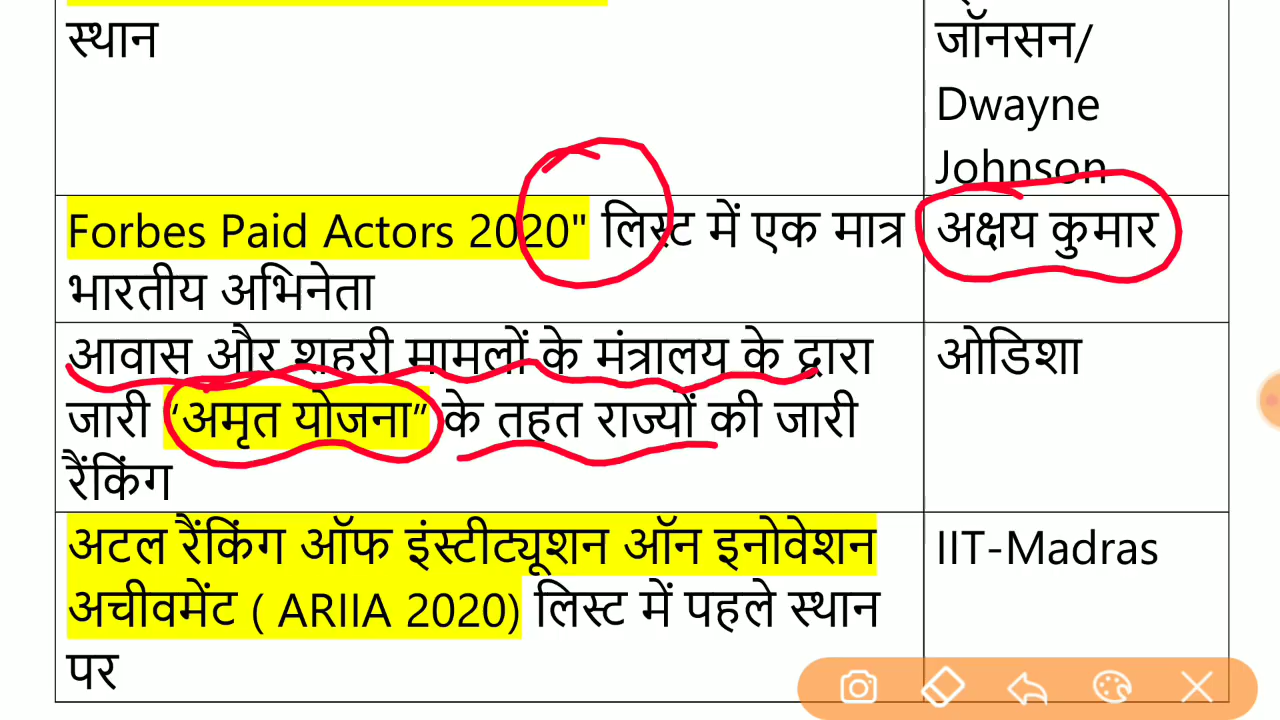 स्थान
जॉनसन/
Dwayne
Johnson
Forbes Paid Actors 2020" लिस्ट में एक मात्र
भारतीय अभिनेता
अक्षय कुमार
आवास और शहरी मामलों के मंत्रालय के द्वारा
जारी “अमृत योजना” के तहत राज्यों की जारी
रैंकिंग
ओडिशा
अटल रैंकिंग ऑफ इंस्टीट्यूशन ऑन इनोवेशन
अचीवमेंट ( ARIIA 2020) लिस्ट में पहले स्थान
पर
IIT-Madras